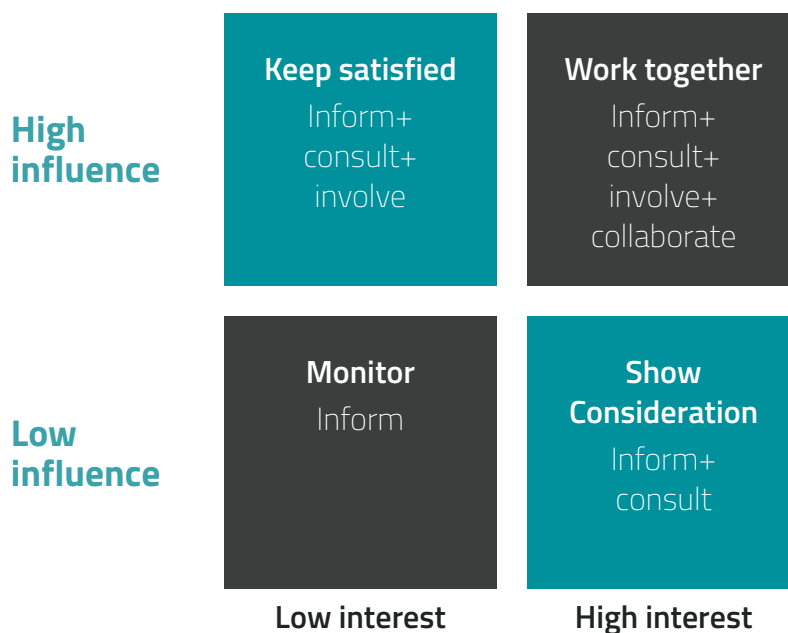 High
influence
Keep satisfied
Inform+
consult+
involve
Work together
Inform+
consult+
involve+
collaborate
Low
influence
Monitor
Inform
Show
Consideration
Inform+
consult
Low interest
High interest